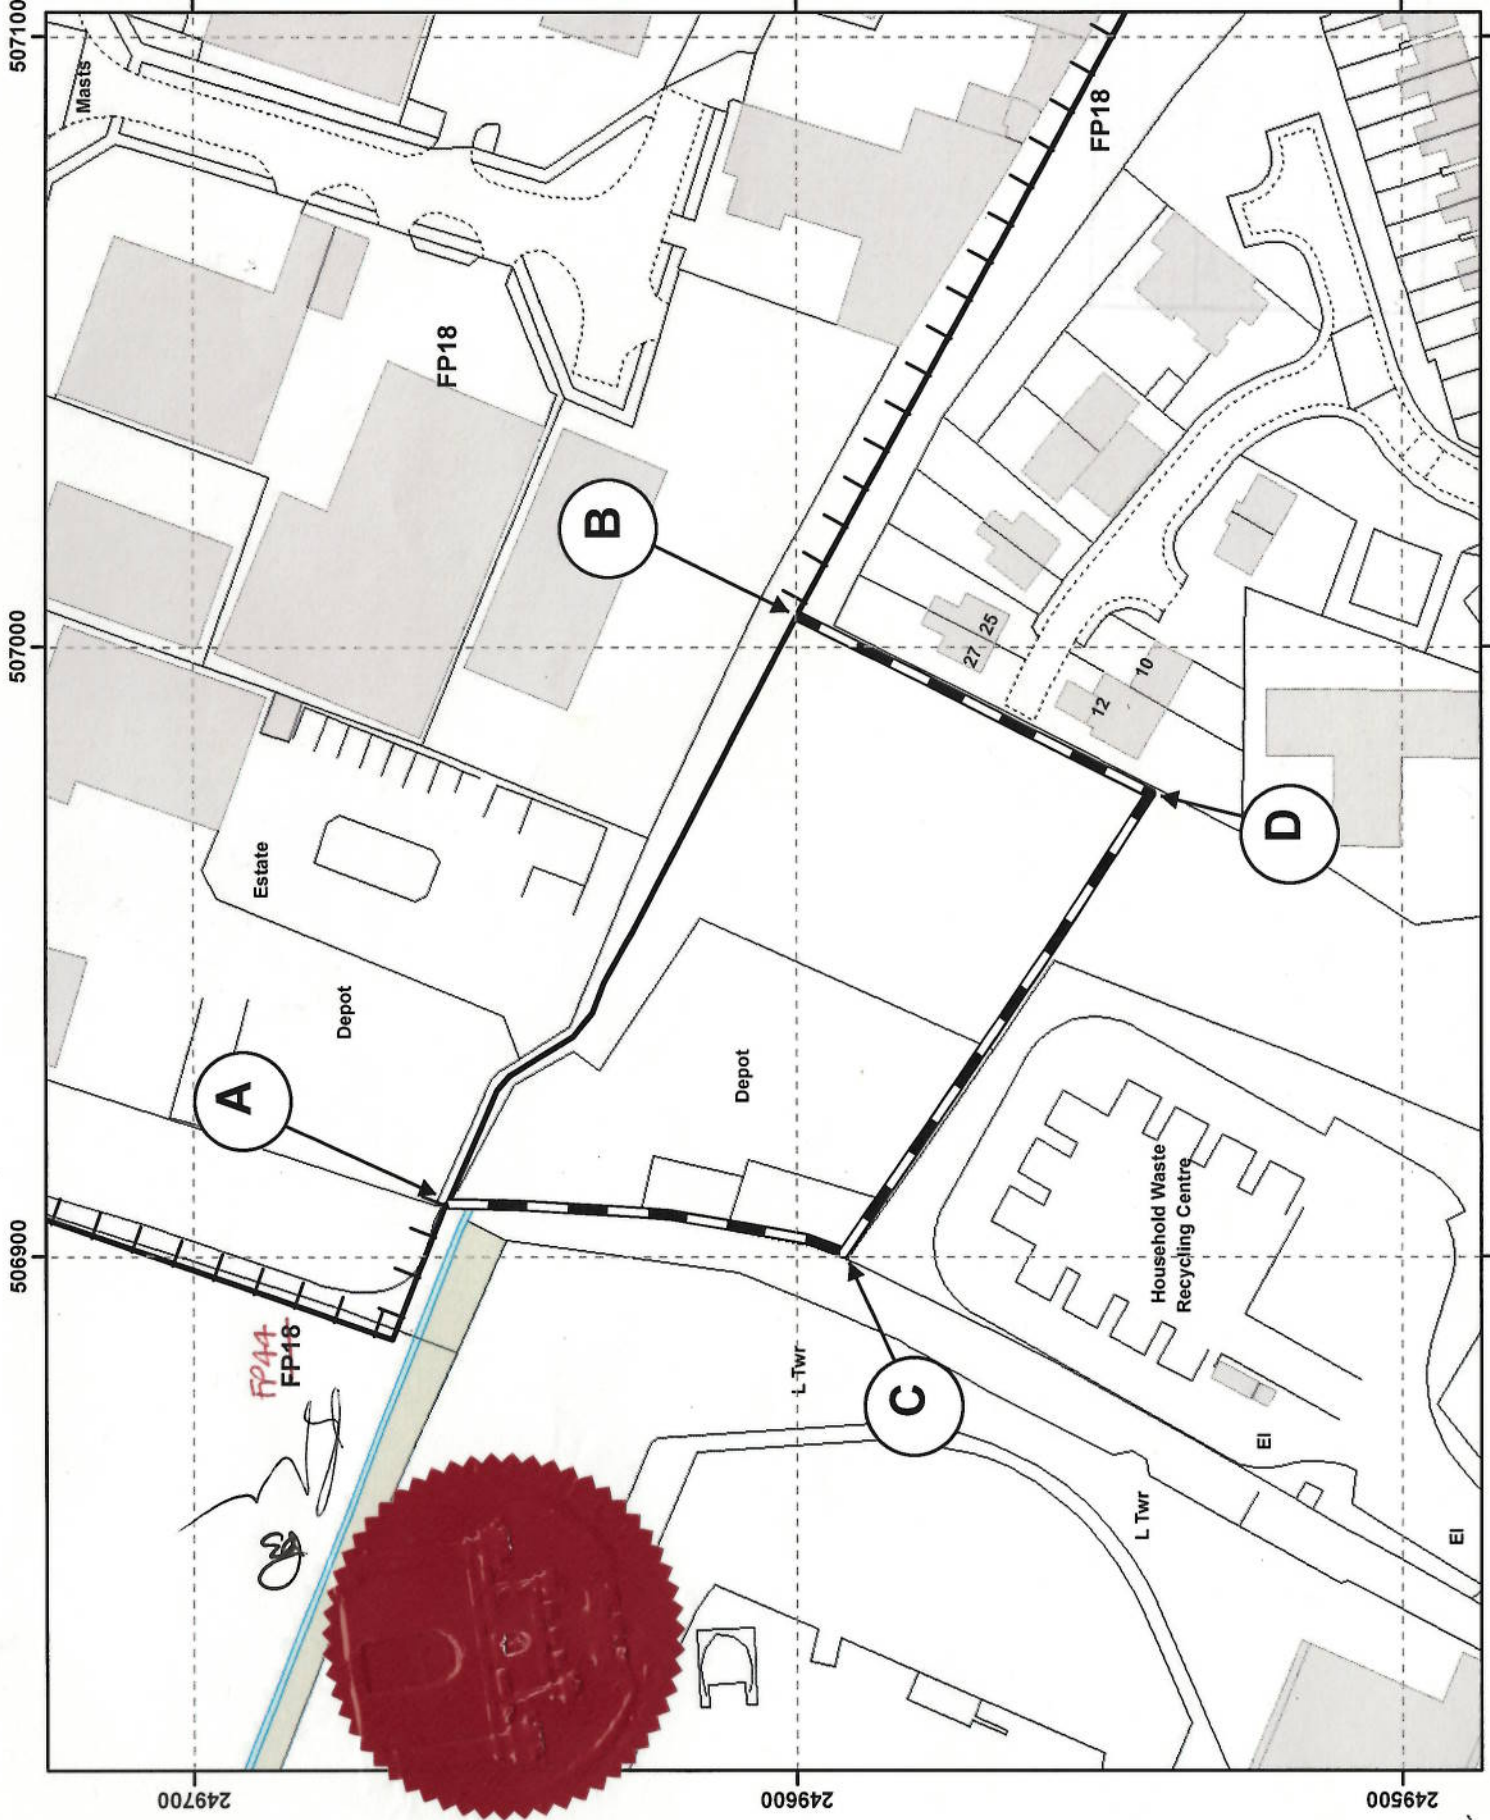 507100
507000
506900
Masts
FP18
FP18
B
27
25
12
10
D
Estate
Depot
A
Depot
Household Waste
Recycling Centre
FP44
FP18
L Twr
C
El
L Twr
El
249700
249600
249500